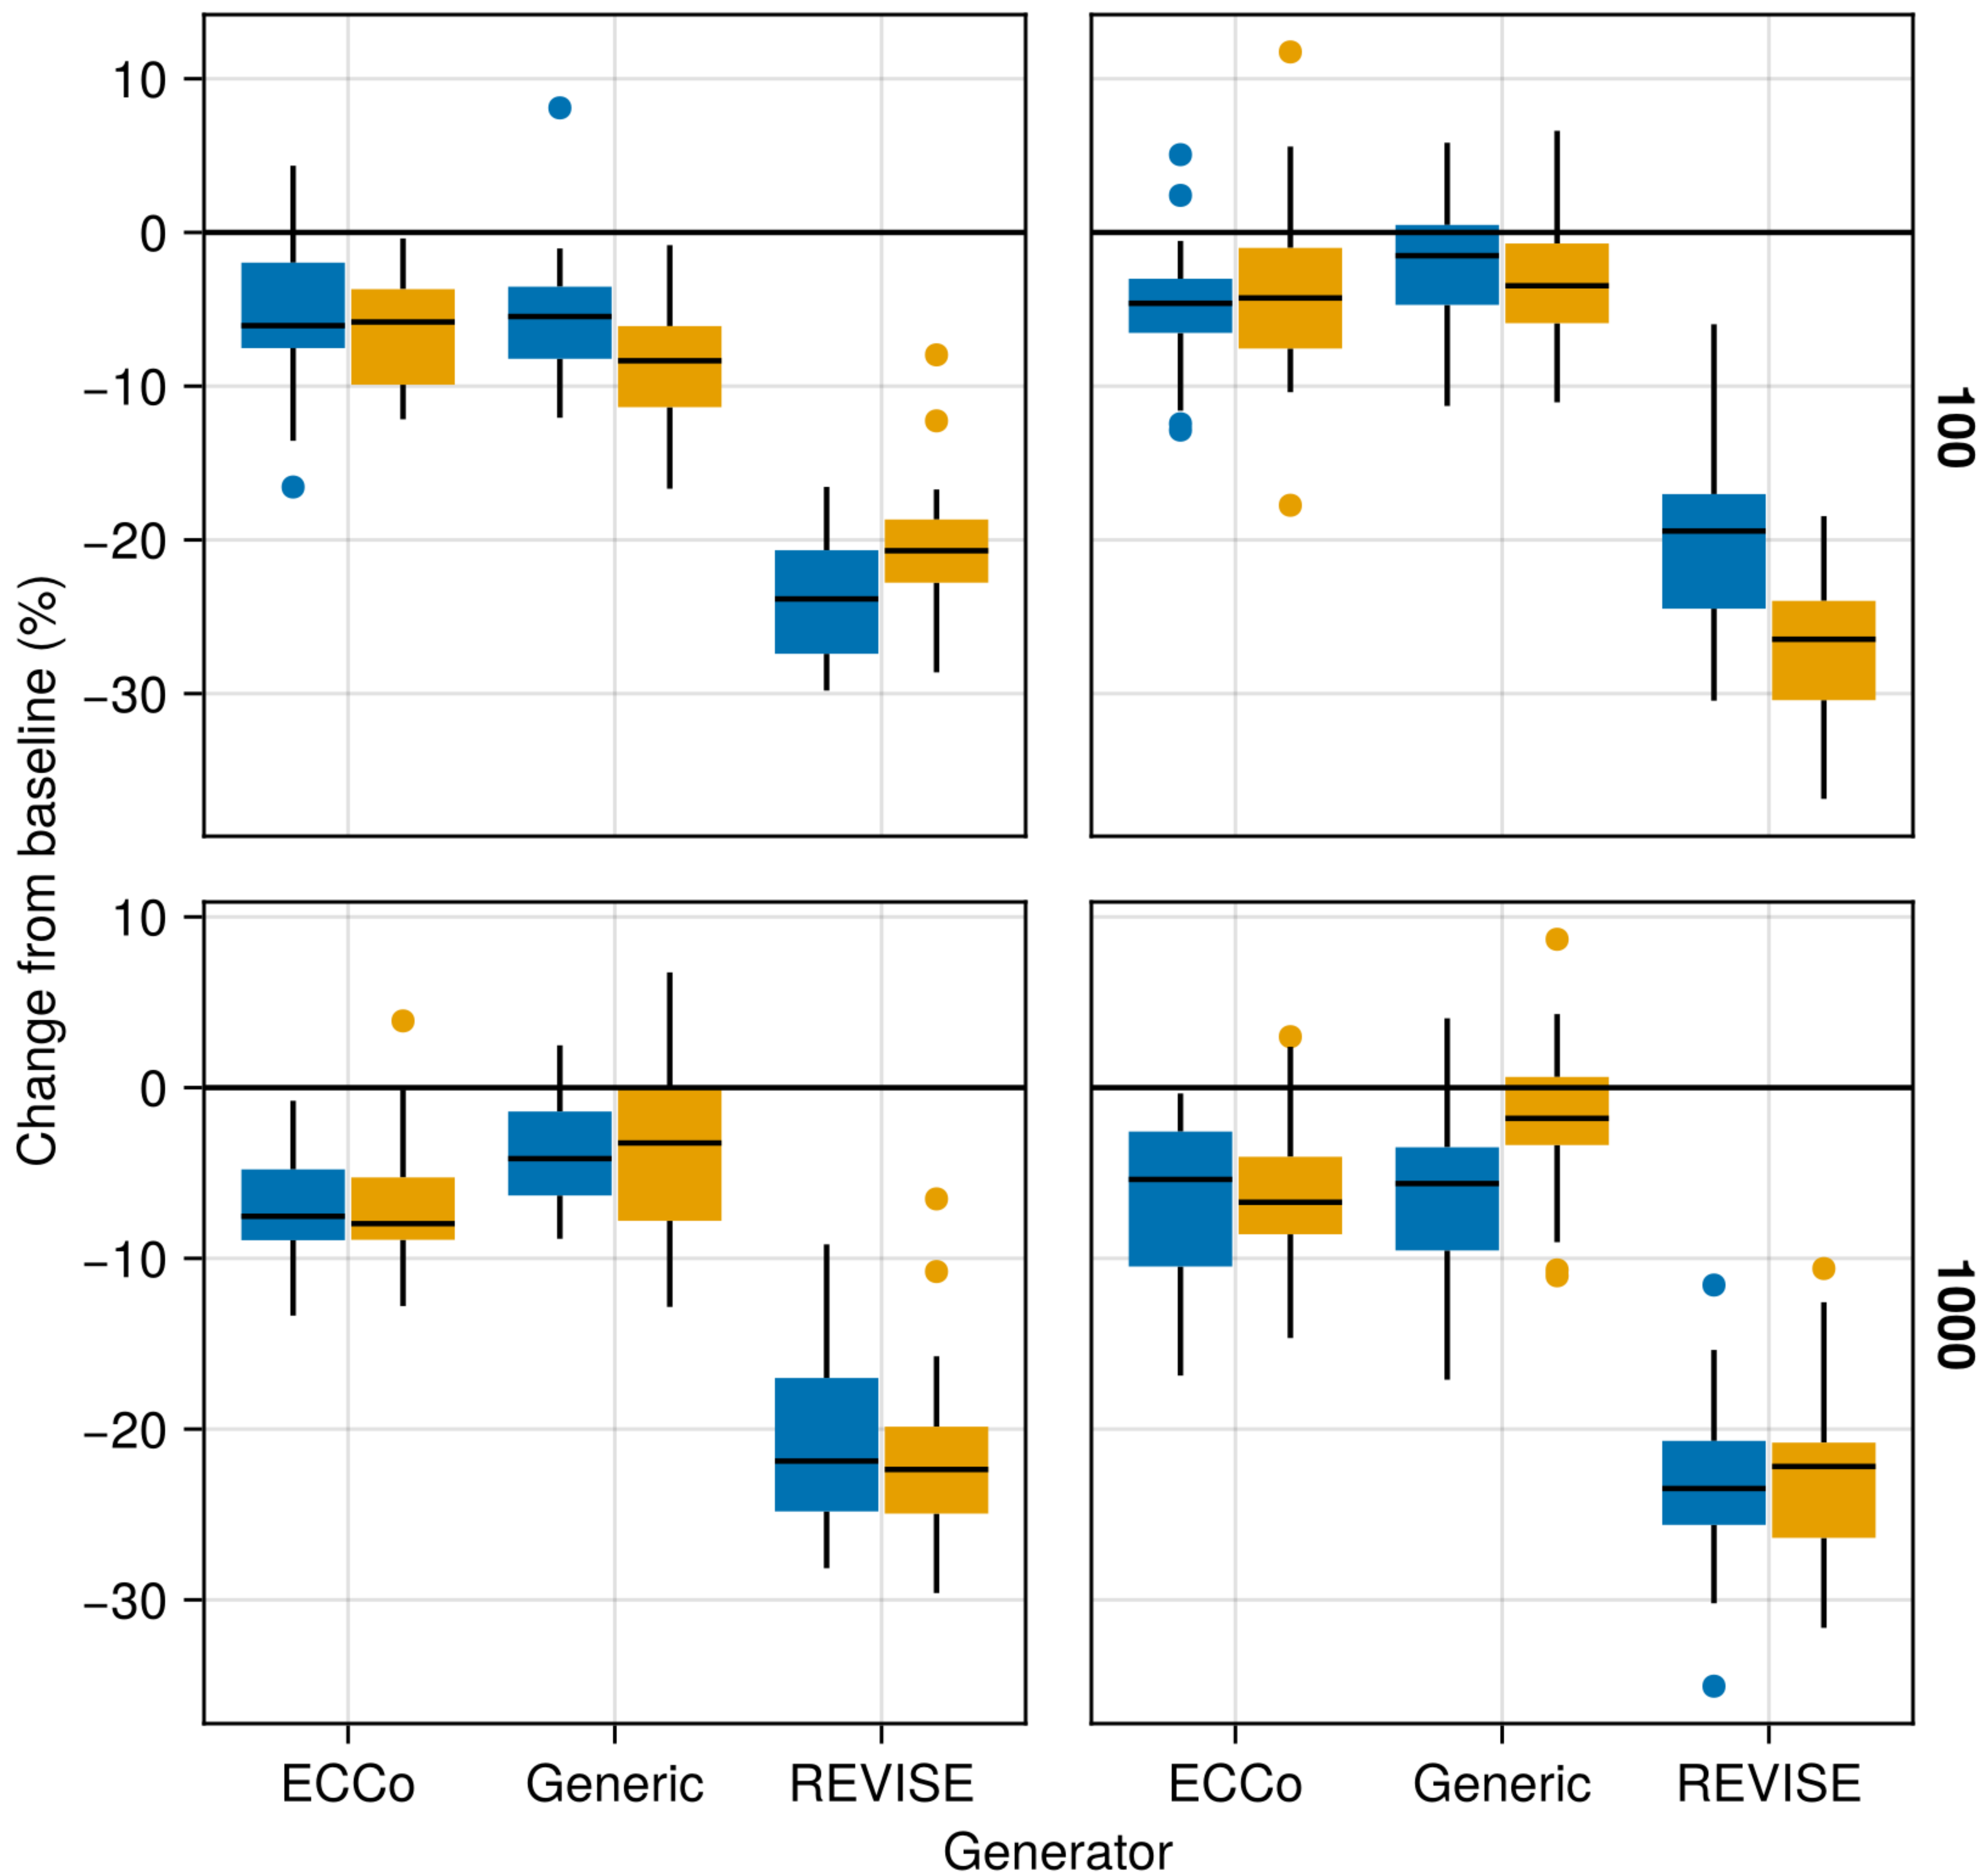 Change from baseline (%)
10
0
−10
−20
−30
100
10
0
−10
−20
−30
1000
ECCo
Generic
REVISE
ECCo
Generic
REVISE
Generator